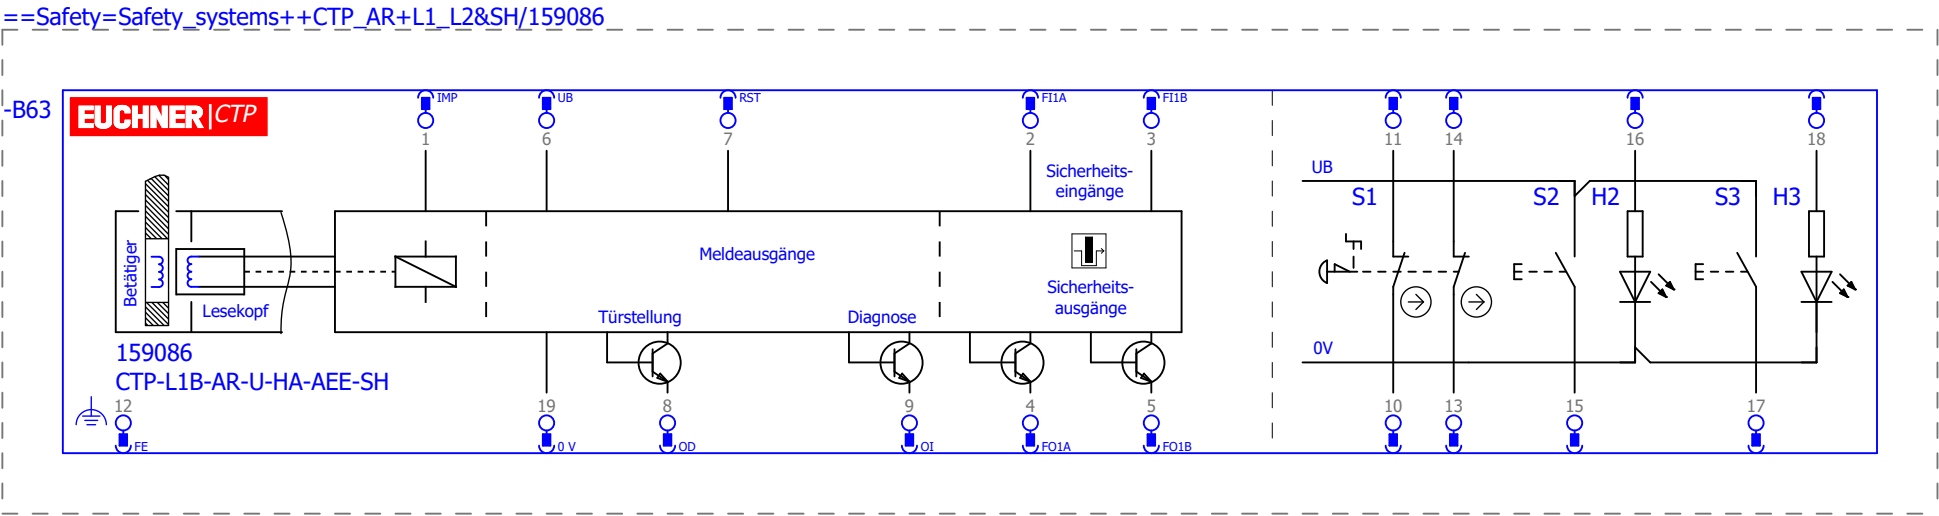 ==Safety=Safety_systems++CTP_AR+L1_L2&SH/159086
-B63
EUCHNER|CTP
IMP
UB
RST
FI1A
FI1B
1
6
7
2
3
11
14
16
18
Sicherheits-
eingänge
UB
S1
S2
H2
S3
H3
Betätiger
Lesekopf
Meldeausgänge
Türstellung
Diagnose
Sicherheits-
ausgänge
E
E
0V
159086
CTP-L1B-AR-U-HA-AEE-SH
12
19
8
9
4
5
10
13
15
17
FE
0 V
OD
OI
FO1A
FO1B